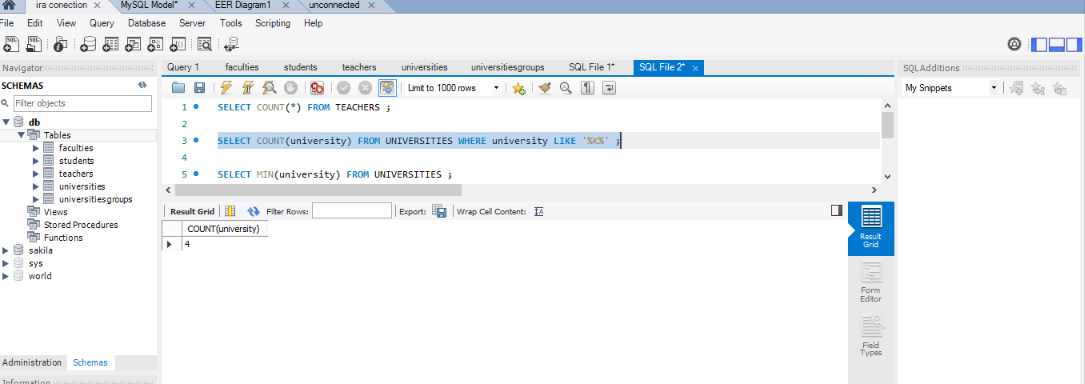 ira conection
MySQL Model*
EER Diagram1
unconnected
File Edit View Query Database Server Tools Scripting Help
Navigator
SCHEMAS
Filter objects
db
Tables
faculties
students
teachers
universities
universitiesgroups
Views
Stored Procedures
Functions
sakila
sys
world
Administration Schemas
Information
Query 1 faculties students teachers universities universitiesgroups SQL File 1* SQL File 2*
Limit to 1000 rows
1 SELECT COUNT(*) FROM TEACHERS ;
2
3 SELECT COUNT(university) FROM UNIVERSITIES WHERE university LIKE '%к%' ;
4
5 SELECT MIN(university) FROM UNIVERSITIES ;
Result Grid Filter Rows: Export: Wrap Cell Content:
COUNT(university)
4
Result
Grid
Form
Editor
Field
Types
SQLAdditions
My Snippets